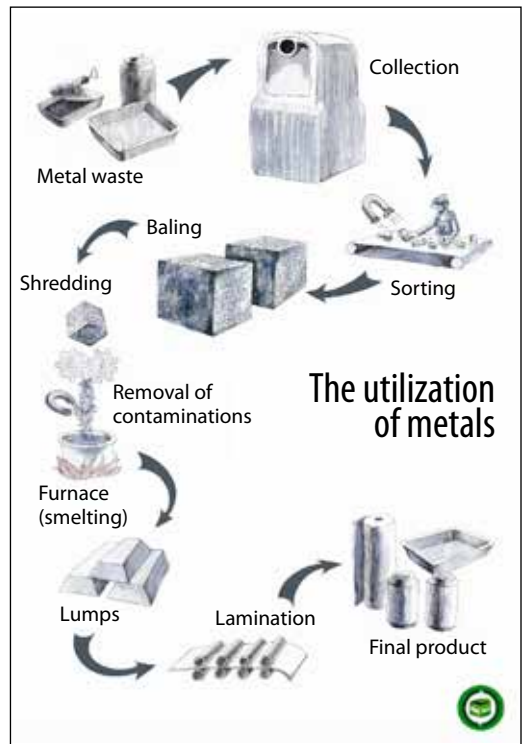 Metal waste
Collection
Sorting
Baling
Shredding
Removal of
contaminations
Furnace
(smelting)
Lumps
Lamination
Final product
The utilization
of metals